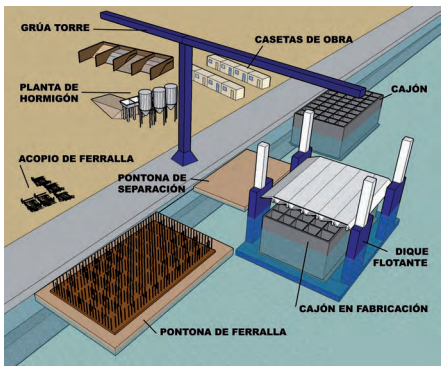 GRÚA TORRE
CASETAS DE OBRA
PLANTA DE
HORMIGÓN
CAJÓN
ACOPIO DE FERRALLA
PONTONA DE
SEPARACIÓN
DIQUE
FLOTANTE
CAJÓN EN FABRICACIÓN
PONTONA DE FERRALLA